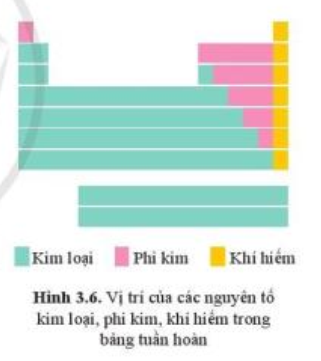 Kim loại Phi kim Khí hiếm
Hình 3.6. Vị trí của các nguyên tố
kim loại, phi kim, khí hiếm trong
bảng tuần hoàn